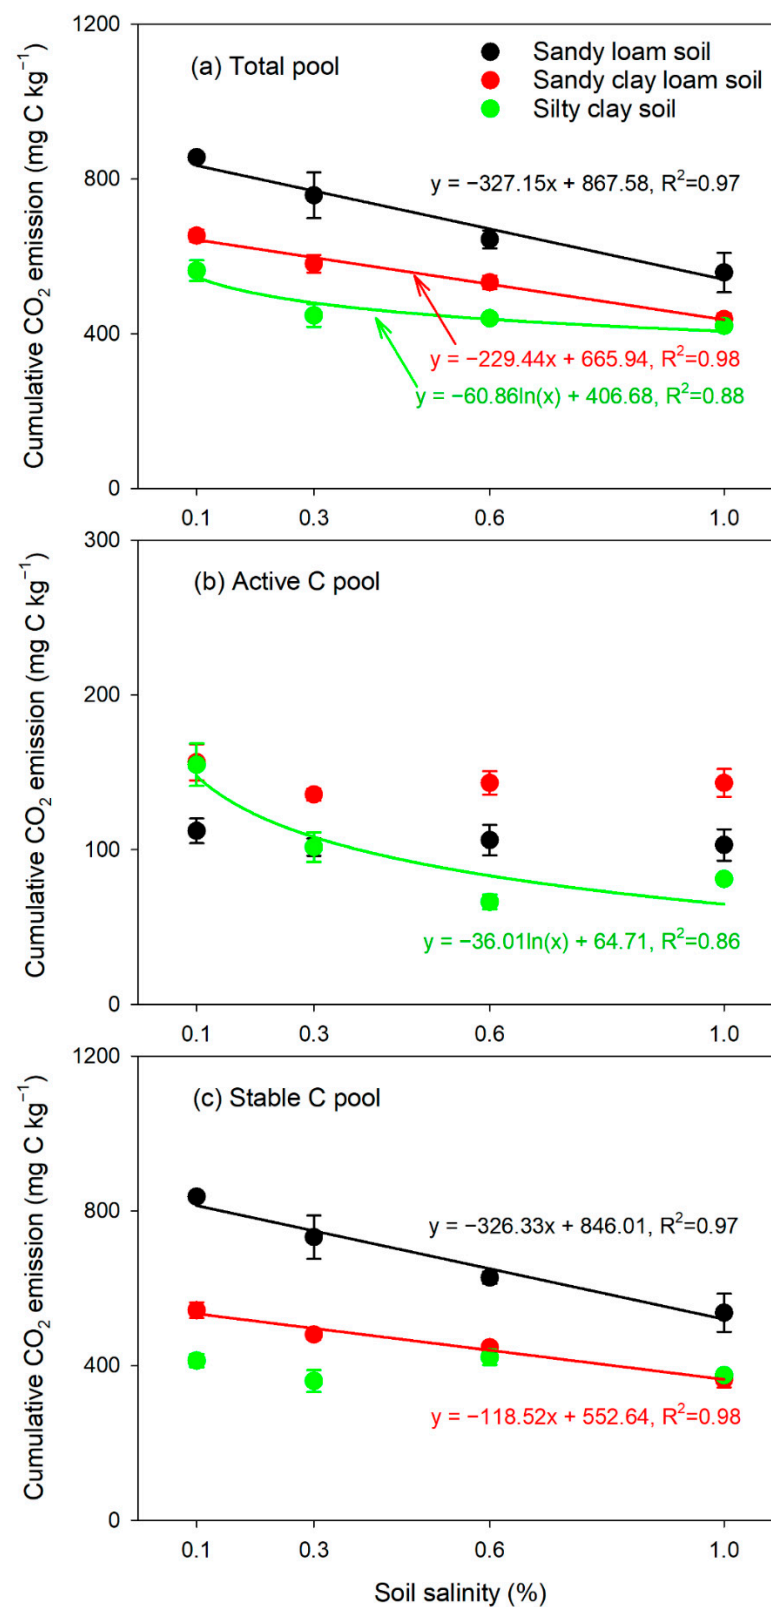 1200
(a) Total pool
Sandy loam soil
Sandy clay loam soil
Silty clay soil
Cumulative CO₂ emission (mg C kg⁻¹)
800
y = −327.15x + 867.58, R²=0.97
400
y = −229.44x + 665.94, R²=0.98
y = −60.86ln(x) + 406.68, R²=0.88
0
0.1 0.3 0.6 1.0
300
(b) Active C pool
Cumulative CO₂ emission (mg C kg⁻¹)
200
100
y = −36.01ln(x) + 64.71, R²=0.86
0
0.1 0.3 0.6 1.0
1200
(c) Stable C pool
Cumulative CO₂ emission (mg C kg⁻¹)
800
y = −326.33x + 846.01, R²=0.97
400
y = −118.52x + 552.64, R²=0.98
0
0.1 0.3 0.6 1.0
Soil salinity (%)